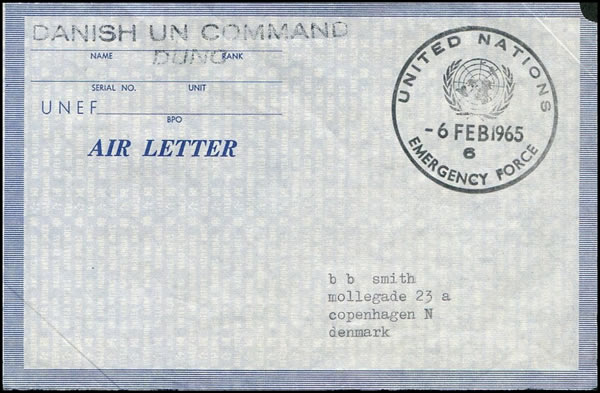 DANISH UN COMMAND
NAME RANK
DUNC
SERIAL NO. UNIT
UNEF
BPO
AIR LETTER
UNITED NATIONS
-6 FEB 1965
6
EMERGENCY FORCE
b b smith
mollegade 23 a
copenhagen N
denmark